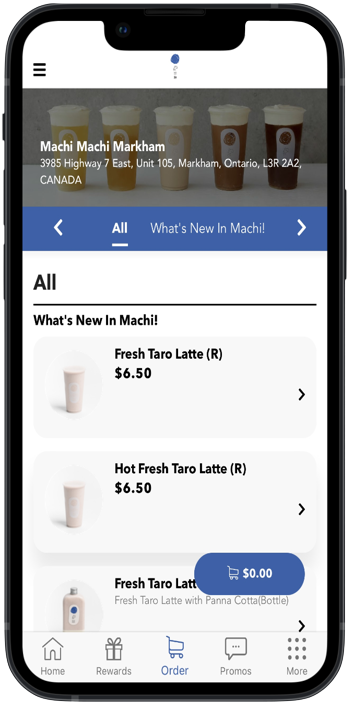 Machi Machi Markham
3985 Highway 7 East, Unit 105, Markham, Ontario, L3R 2A2,
CANADA
All What's New In Machi!
All
What's New In Machi!
Fresh Taro Latte (R)
$6.50
Hot Fresh Taro Latte (R)
$6.50
$0.00
Fresh Taro Latt
Fresh Taro Latte with Panna Cotta(Bottle)
Home Rewards Order Promos More